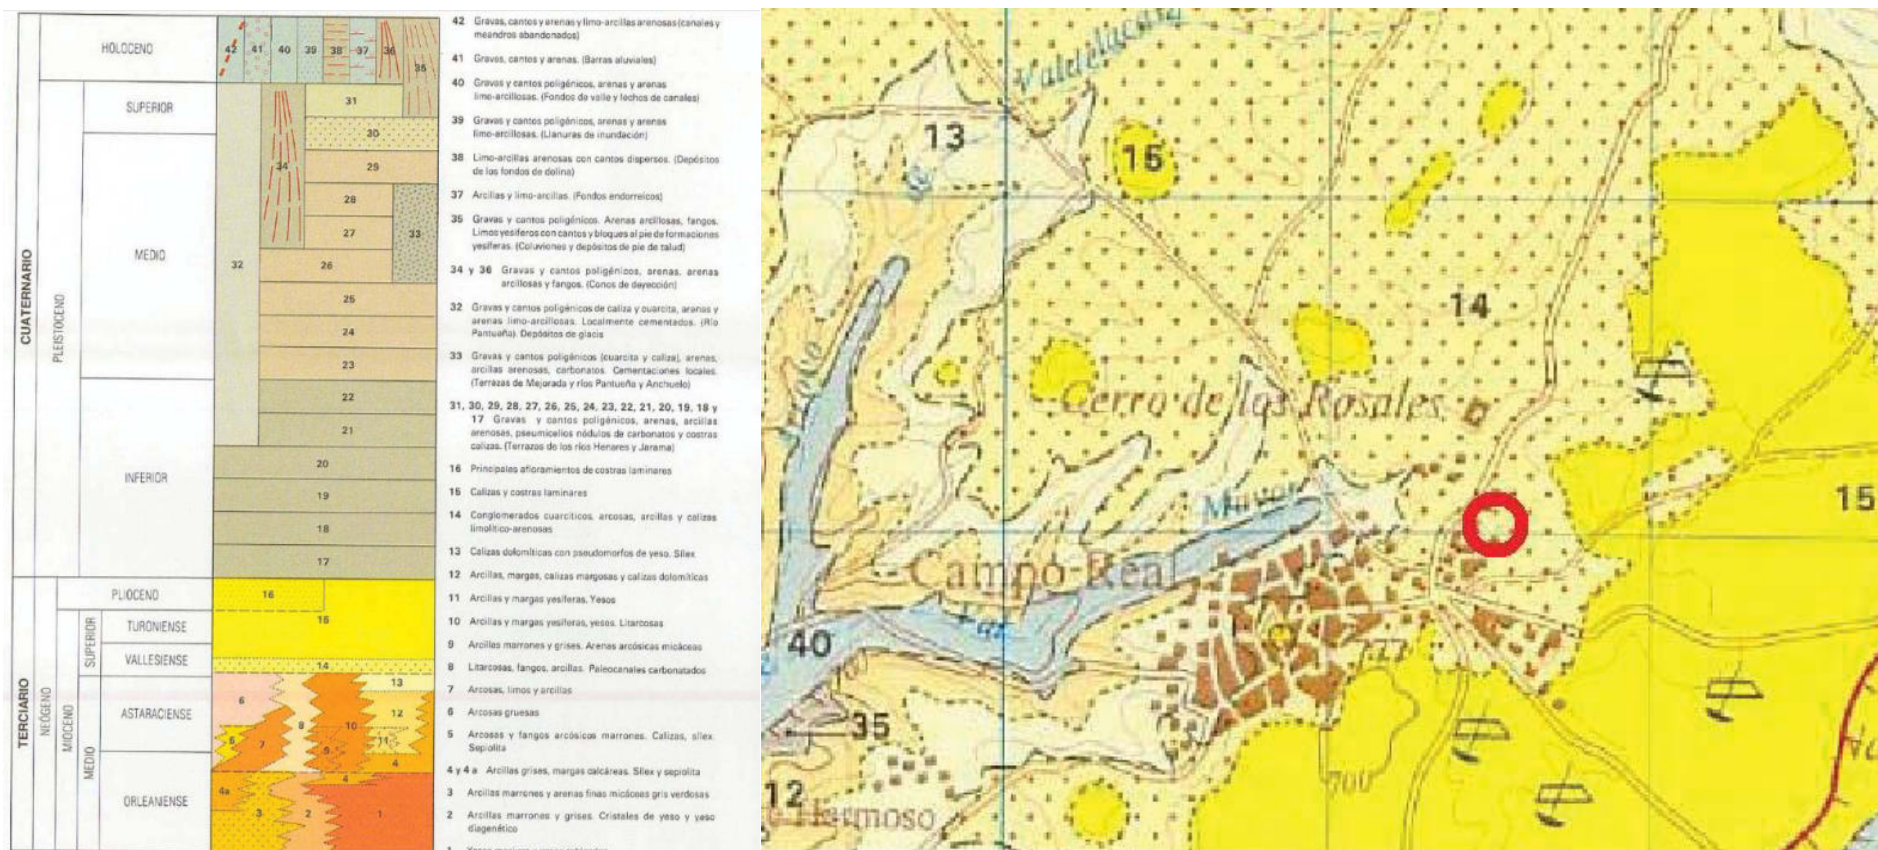 HOLOCENO
42 41 40 39 38 37 36
35
SUPERIOR
31
30
34
29
28
27
33
MEDIO
32
26
25
24
23
22
21
INFERIOR
20
19
18
17
CUATERNARIO
PLEISTOCENO
PLIOCENO
16
15
TURONIENSE
VALLESIENSE
14
13
ASTARACIENSE
6
8
10
12
5
7
9
11
4
ORLEANIENSE
4a
4
3
2
1
TERCIARIO
NEÓGENO
MIOCENO
SUPERIOR
MEDIO
42 Gravas, cantos y arenas y limo-arcillas arenosas (canales y
meandros abandonados)
41 Gravas, cantos y arenas. (Barras aluviales)
40 Gravas y cantos poligénicos, arenas y arenas
limo-arcillosas. (Fondos de valle y lechos de canales)
39 Gravas y cantos poligénicos, arenas y arenas
limo-arcillosas. (Llanuras de inundación)
38 Limo-arcillas arenosas con cantos dispersos. (Depósitos
de los fondos de dolina)
37 Arcillas y limo-arcillas. (Fondos endorreicos)
35 Gravas y cantos poligénicos. Arenas arcillosas, fangos.
Limos yesíferos con cantos y bloques al pie de formaciones
yesíferas. (Coluviones y depósitos de pie de talud)
34 y 36 Gravas y cantos poligénicos, arenas, arenas
arcillosas y fangos. (Conos de deyección)
32 Gravas y cantos poligénicos de caliza y cuarcita, arenas y
arenas limo-arcillosas. Localmente cementados. (Río
Pantueña). Depósitos de glacis
33 Gravas y cantos poligénicos (cuarcita y caliza), arenas,
arcillas arenosas, carbonatos. Cementaciones locales.
(Terrazas de Mejorada y ríos Pantueña y Anchuelo)
31, 30, 29, 28, 27, 26, 25, 24, 23, 22, 21, 20, 19, 18 y
17 Gravas y cantos poligénicos, arenas, arcillas
arenosas, pseumicelios nódulos de carbonatos y costras
calizas. (Terrazas de los ríos Henares y Jarama)
16 Principales afloramientos de costras laminares
15 Calizas y costras laminares
14 Conglomerados cuarcíticos, arcosas, arcillas y calizas
limolítico-arenosas
13 Calizas dolomíticas con pseudomorfos de yeso. Sílex
12 Arcillas, margas, calizas margosas y calizas dolomíticas
11 Arcillas y margas yesíferas. Yesos
10 Arcillas y margas yesíferas, yesos. Litarcosas
9 Arcillas marrones y grises. Arenas arcósicas micáceas
8 Litarcosas, fangos, arcillas. Paleocanales carbonatados
7 Arcosas, limos y arcillas
6 Arcosas gruesas
5 Arcosas y fangos arcósicos marrones. Calizas, sílex.
Sepiolita
4 y 4 a Arcillas grises, margas calcáreas. Sílex y sepiolita
3 Arcillas marrones y arenas finas micáceas gris verdosas
2 Arcillas marrones y grises. Cristales de yeso y yeso
diagenético
13
15
14
Cerro de los Rosales
15
Mayor
Campo-Real
40
777
35
700
12
Hermoso